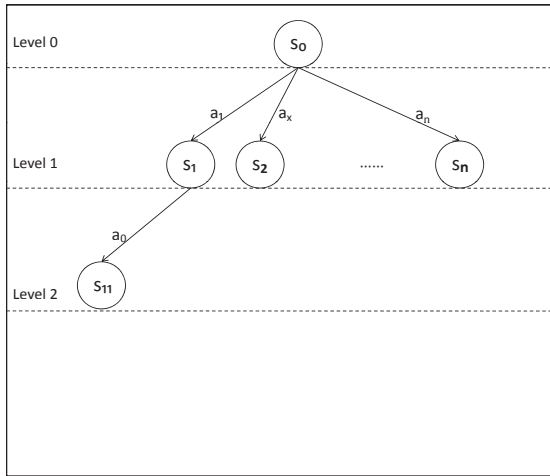 Level 0
S0
a1
ax
an
Level 1
S1
S2
......
Sn
a0
S11
Level 2